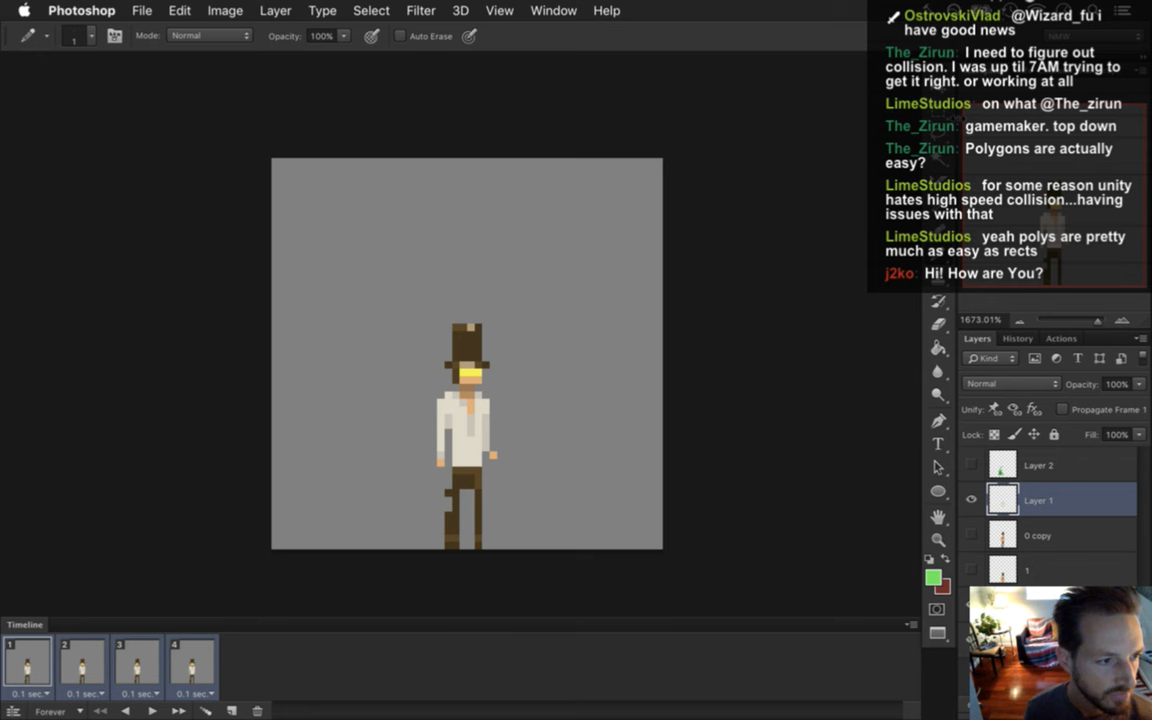 Photoshop File Edit Image Layer Type Select Filter 3D View Window Help
1 Mode: Normal Opacity: 100% Auto Erase
OstrovskiVlad @Wizard_fu i
have good news
The_Zirun: I need to figure out
collision. I was up til 7AM trying to
get it right. or working at all
LimeStudios on what @The_zirun
The_Zirun: gamemaker. top down
The_Zirun: Polygons are actually
easy?
LimeStudios for some reason unity
hates high speed collision...having
issues with that
LimeStudios yeah polys are pretty
much as easy as rects
j2ko: Hi! How are You?
1673.01%
Layers History Actions
Kind
Normal Opacity: 100%
Unify: Propagate Frame 1
Lock: Fill: 100%
Layer 2
Layer 1
0 copy
1
Timeline
1 2 3 4
0.1 sec. 0.1 sec. 0.1 sec. 0.1 sec.
Forever